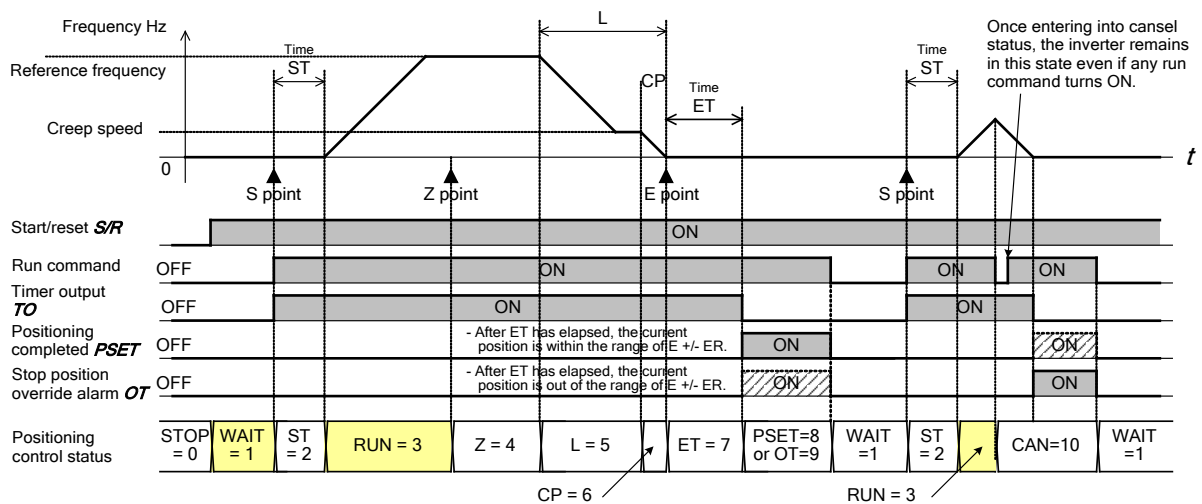 Frequency Hz
L
Once entering into cansel
status, the inverter remains
in this state even if any run
command turns ON.
Time
ST
Time
ST
Reference frequency
CP
Time
ET
Creep speed
0
t
S point
Z point
E point
S point
Start/reset S/R
ON
Run command
OFF
ON
ON
ON
Timer output
TO
OFF
ON
ON
Positioning
completed PSET
OFF
- After ET has elapsed, the current
position is within the range of E +/- ER.
ON
ON
Stop position
override alarm OT
OFF
- After ET has elapsed, the current
position is out of the range of E +/- ER.
ON
ON
Positioning
control status
STOP
= 0
WAIT
= 1
ST
= 2
RUN = 3
Z = 4
L = 5
ET = 7
PSET=8
or OT=9
WAIT
=1
ST
= 2
CAN=10
WAIT
=1
CP = 6
RUN = 3